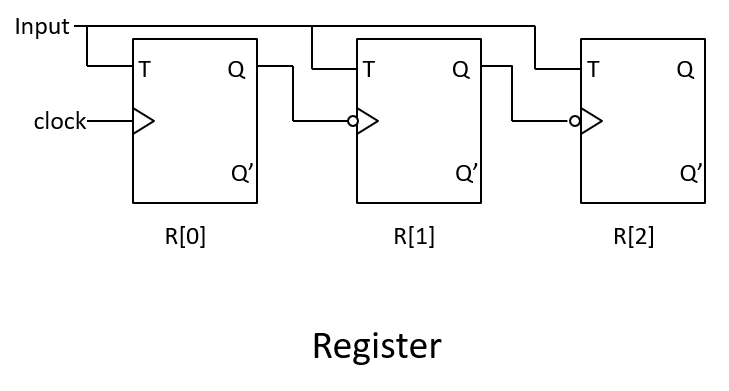 Input
T Q T Q T Q
clock
Q’ Q’ Q’
R[0] R[1] R[2]
Register